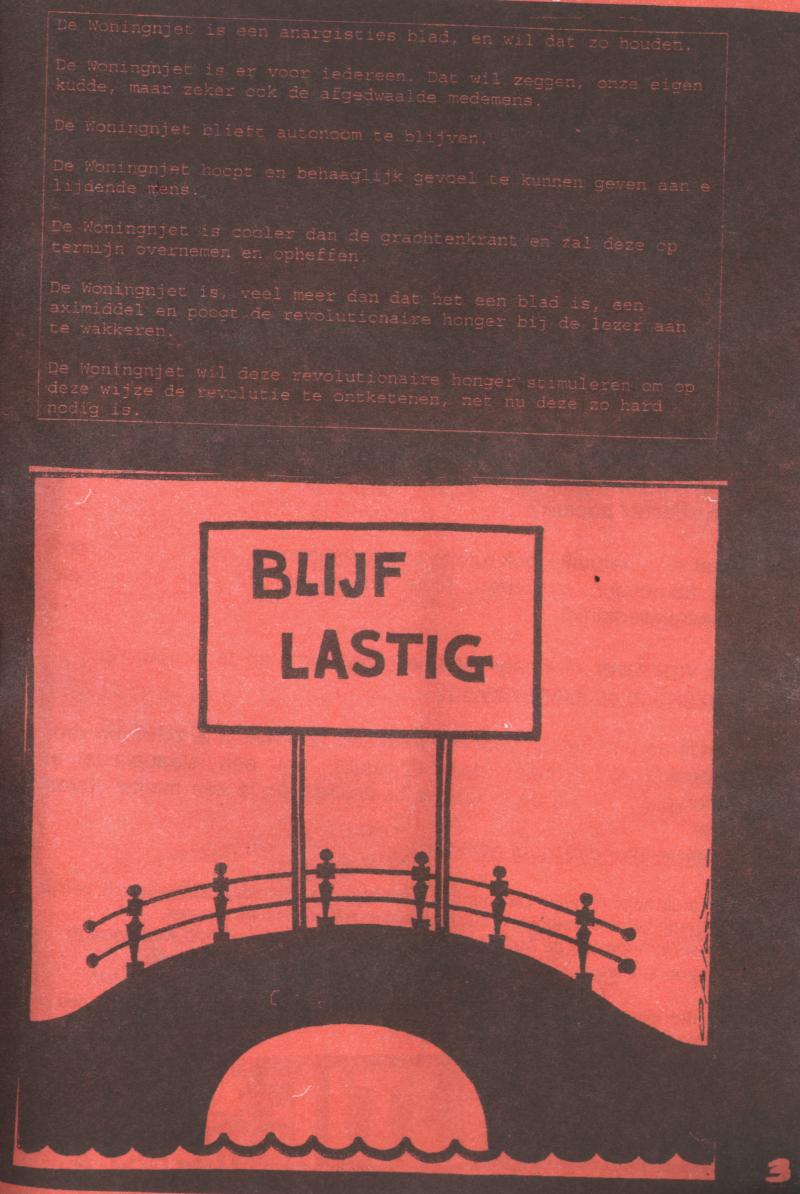 De Woningnjet is een anargisties blad, en wil dat zo houden.
De Woningnjet is er voor iedereen. Dat wil zeggen, onze eigen
kudde, maar zeker ook de afgedwaalde medemens.
De Woningnjet blieft autonoom te blijven.
De Woningnjet hoopt en behaaglijk gevoel te kunnen geven aan e
lijdende mens.
De Woningnjet is cooler dan de grachtenkrant en zal deze op
termijn overnemen en opheffen.
De Woningnjet is, veel meer dan dat het een blad is, een
aximiddel en poogt de revolutionaire honger bij de lezer aan
te wakkeren.
De Woningnjet wil deze revolutionaire honger stimuleren om op
deze wijze de revolutie te ontketenen, net nu deze zo hard
nodig is.
BLIJF
LASTIG
3